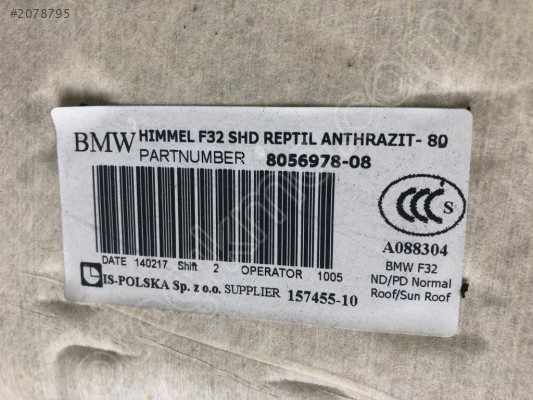 #2078795
BMW HIMMEL F32 SHD REPTIL ANTHRAZIT- 80
PARTNUMBER 8056978-08
CCC S
A088304
DATE 140217 Shift 2 OPERATOR 1005
BMW F32
ND/PD Normal
Roof/Sun Roof
IS-POLSKA Sp. z o.o. SUPPLIER 157455-10